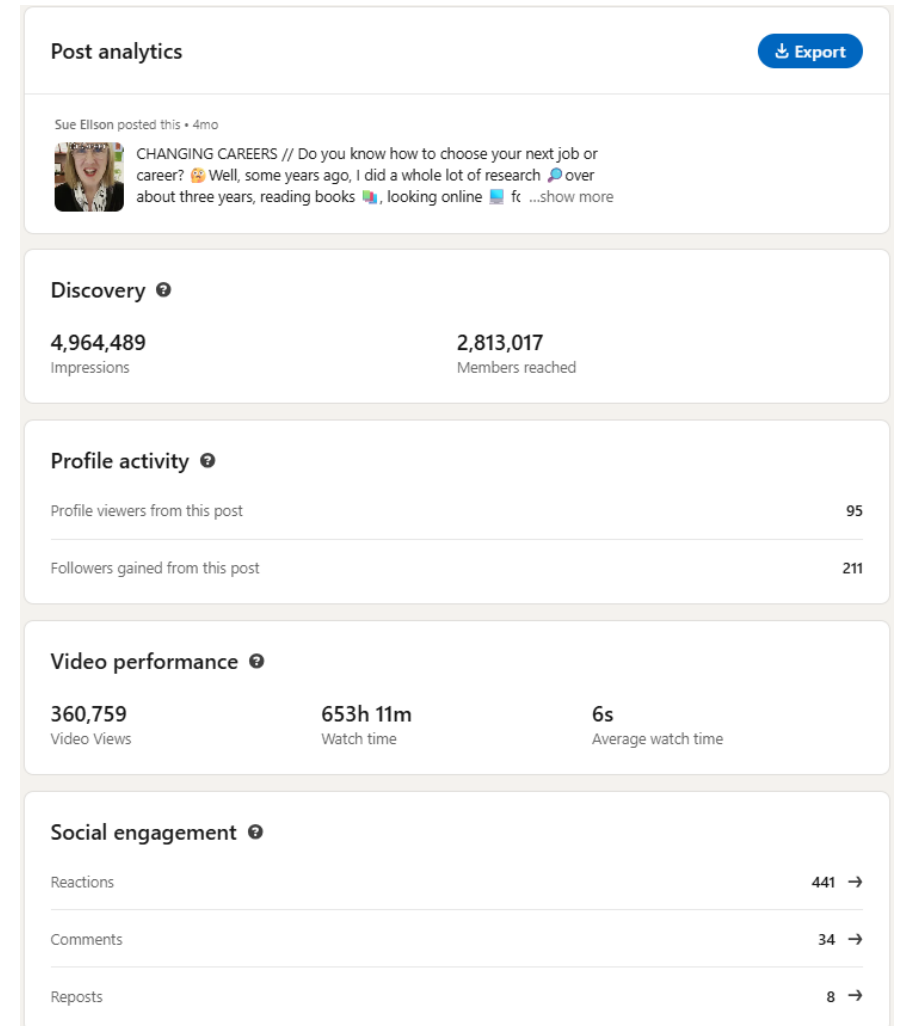 Post analytics
Export
Sue Ellson posted this • 4mo
CHANGING CAREERS // Do you know how to choose your next job or
career? 🤔 Well, some years ago, I did a whole lot of research 🔎 over
about three years, reading books 📚, looking online 💻 fc ...show more
Discovery
4,964,489
2,813,017
Impressions
Members reached
Profile activity
Profile viewers from this post
95
Followers gained from this post
211
Video performance
360,759
653h 11m
6s
Video Views
Watch time
Average watch time
Social engagement
Reactions
441
Comments
34
Reposts
8